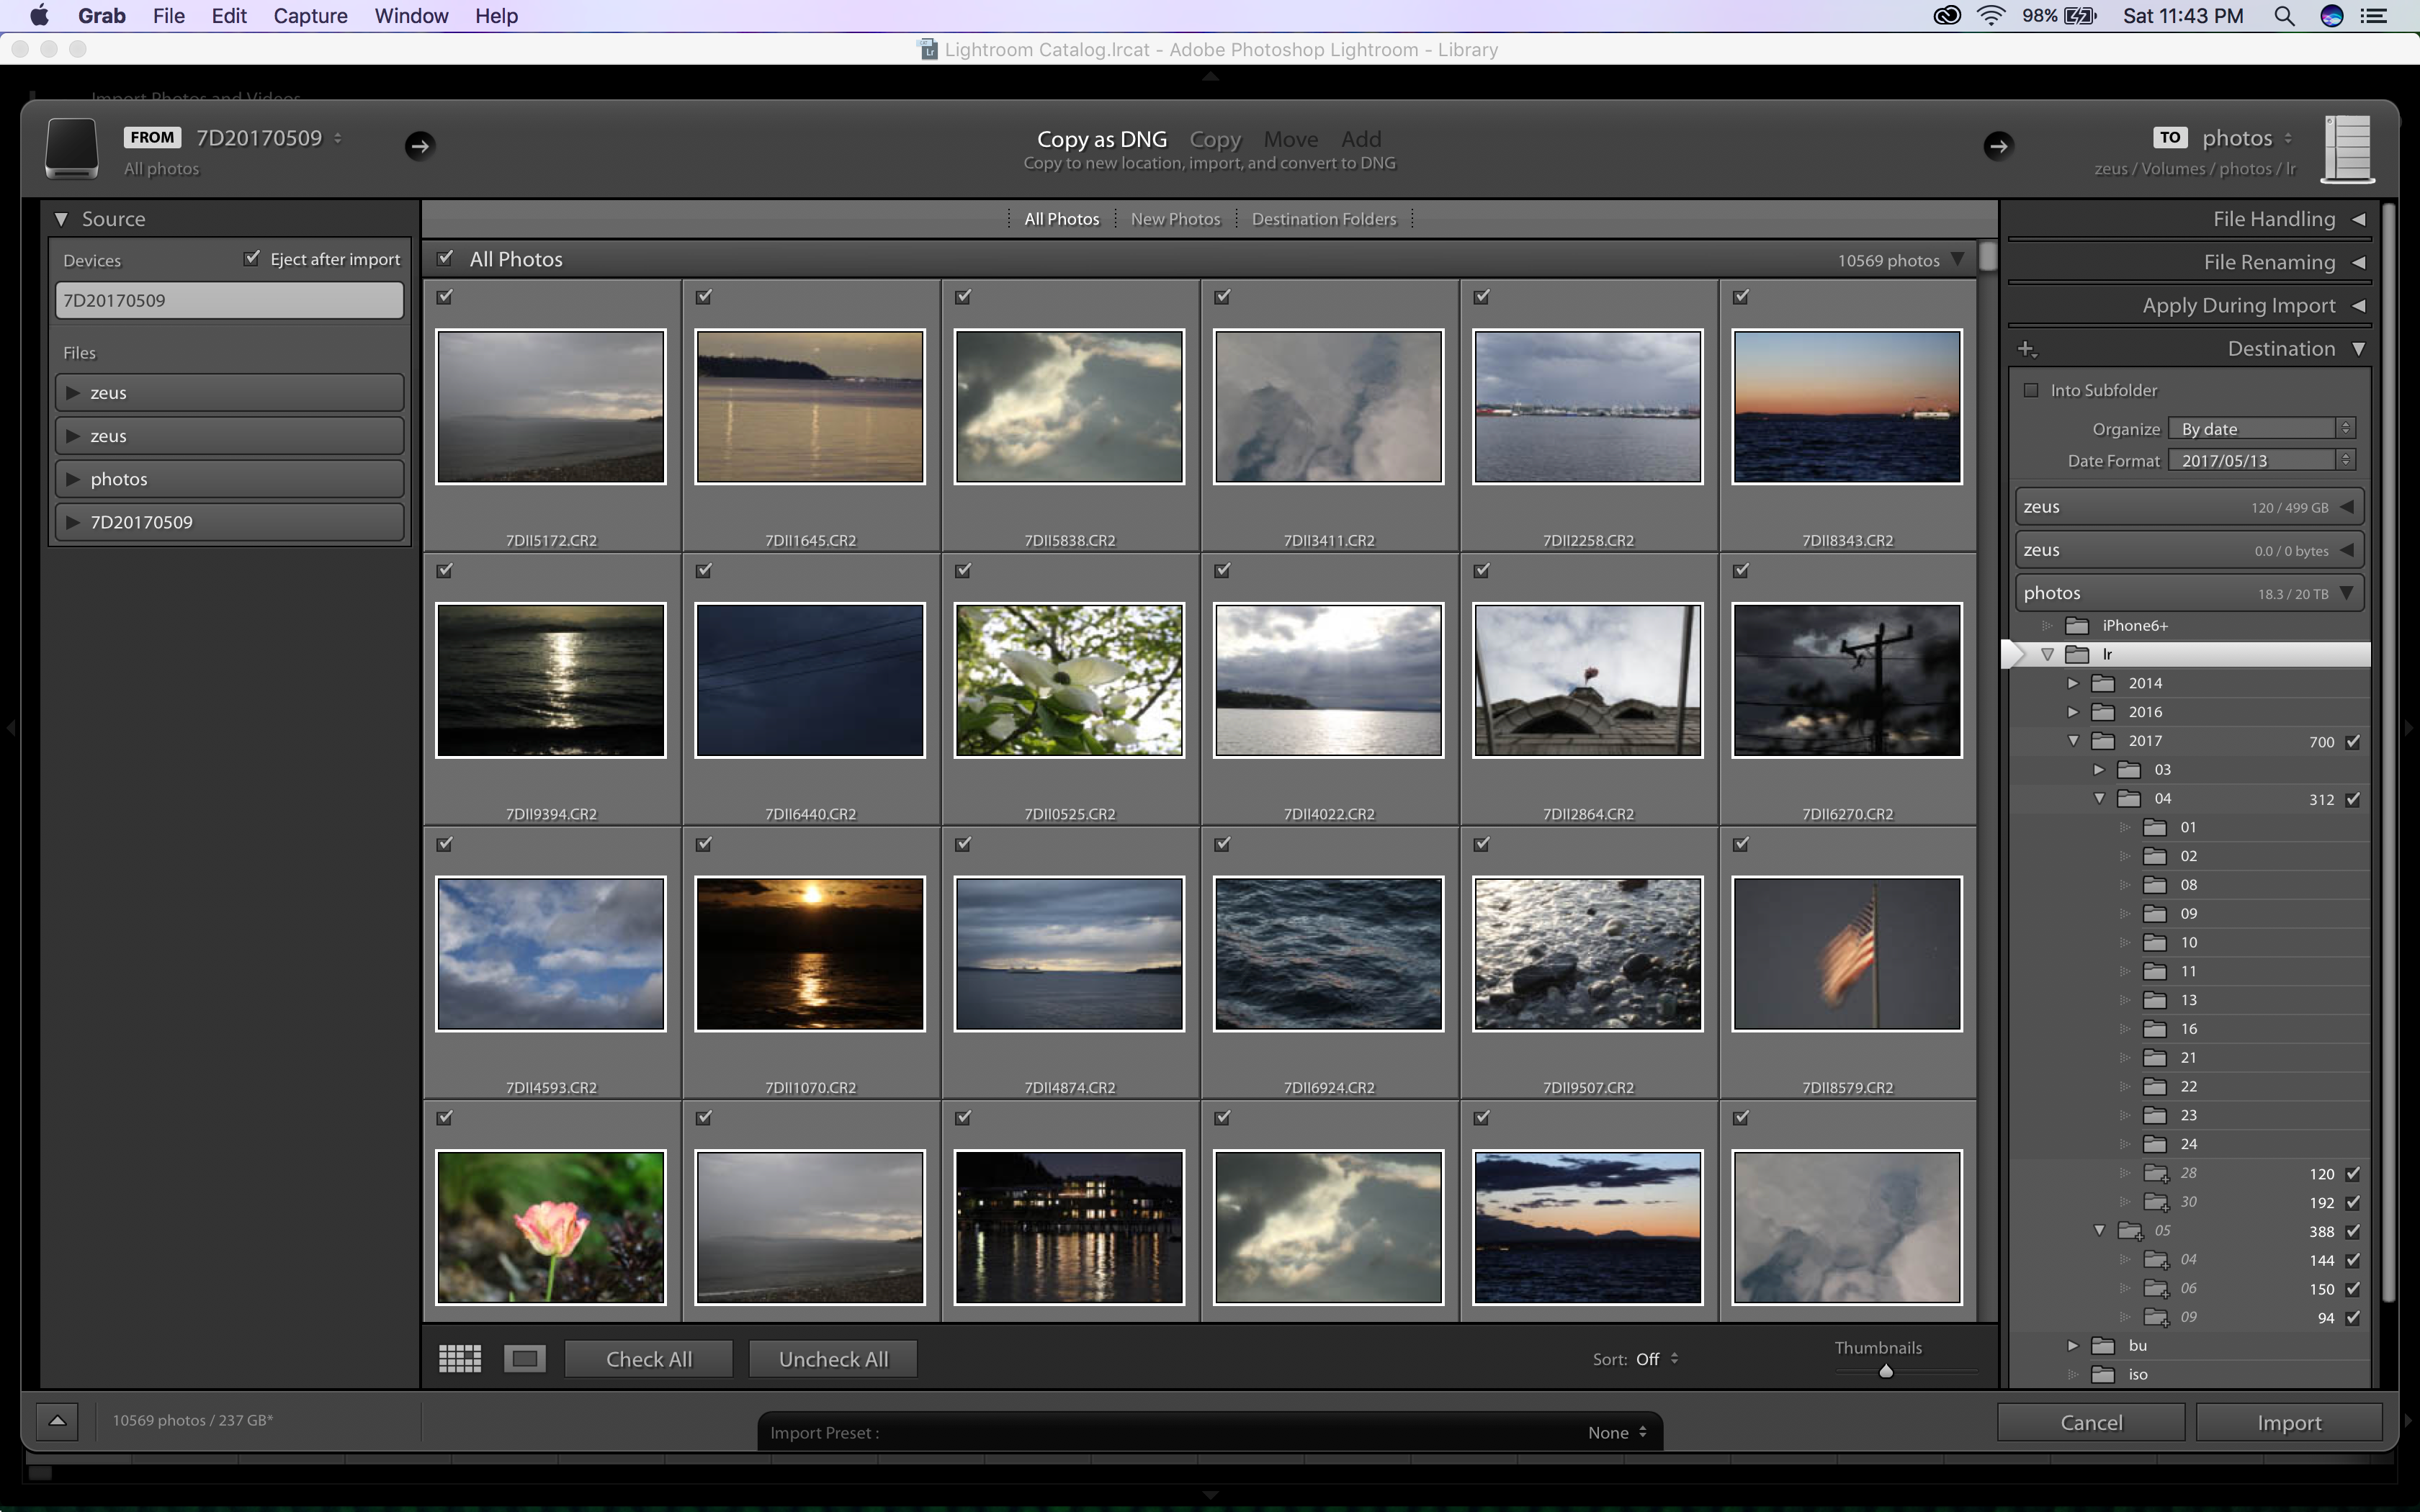 Grab File Edit Capture Window Help 98% Sat 11:43 PM
Lightroom Catalog.lrcat - Adobe Photoshop Lightroom - Library
Import Photos and Videos
FROM 7D20170509
All photos
Copy as DNG Copy Move Add
Copy to new location, import, and convert to DNG
TO photos
zeus / Volumes / photos / lr
Source
Devices Eject after import
7D20170509
Files
zeus
zeus
photos
7D20170509
All Photos New Photos Destination Folders
All Photos 10569 photos
7DII5172.CR2 7DII1645.CR2 7DII5838.CR2 7DII3411.CR2 7DII2258.CR2 7DII8343.CR2
7DII9394.CR2 7DII6440.CR2 7DII0525.CR2 7DII4022.CR2 7DII2864.CR2 7DII6270.CR2
7DII4593.CR2 7DII1070.CR2 7DII4874.CR2 7DII6924.CR2 7DII9507.CR2 7DII8579.CR2
Check All Uncheck All Sort: Off Thumbnails
File Handling
File Renaming
Apply During Import
Destination
Into Subfolder
Organize By date
Date Format 2017/05/13
zeus 120 / 499 GB
zeus 0.0 / 0 bytes
photos 18.3 / 20 TB
iPhone6+
lr
2014
2016
2017 700
03
04 312
01
02
08
09
10
11
13
16
21
22
23
24
28 120
30 192
05 388
04 144
06 150
09 94
bu
iso
10569 photos / 237 GB*
Import Preset : None
Cancel Import